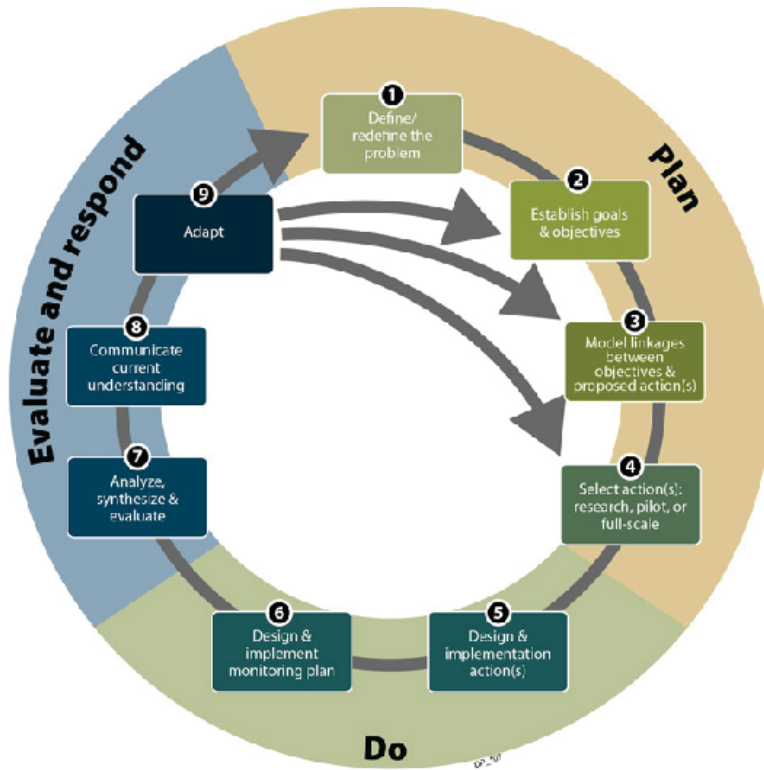 1
Define/
redefine the
problem
Plan
2
Establish goals
& objectives
3
Model linkages
between
objectives &
proposed action(s)
4
Select action(s):
research, pilot, or
full-scale
Do
5
Design &
implementation
action(s)
6
Design &
implement
monitoring plan
Evaluate and respond
7
Analyze,
synthesize &
evaluate
8
Communicate
current
understanding
9
Adapt